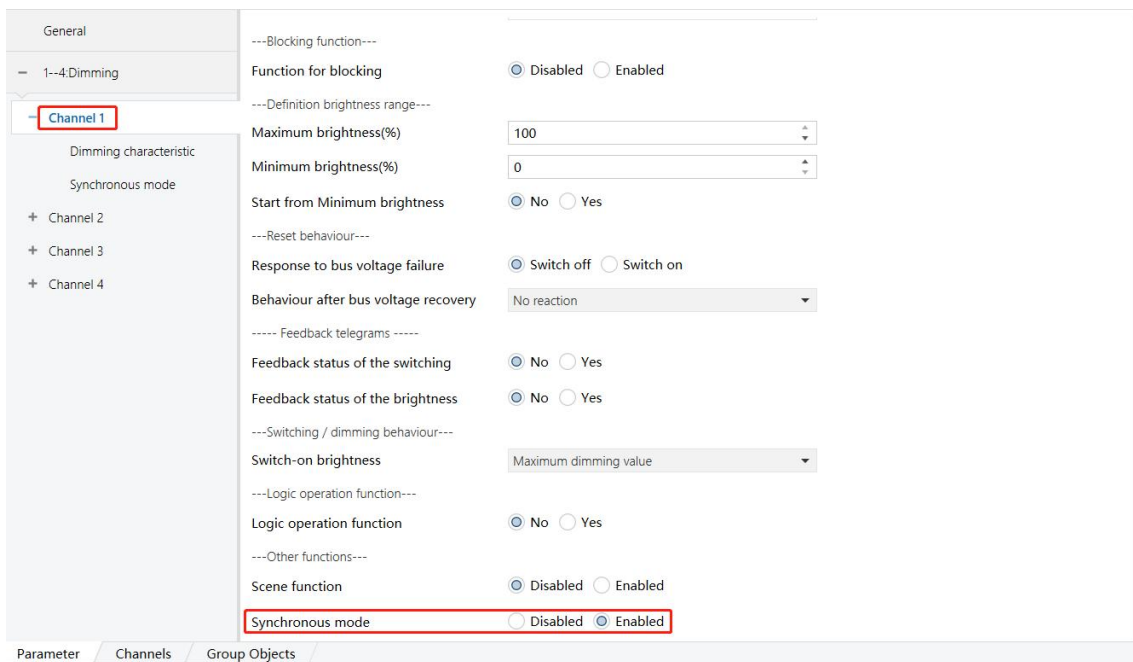 General
1--4:Dimming
Channel 1
Dimming characteristic
Synchronous mode
Channel 2
Channel 3
Channel 4
---Blocking function---
Function for blocking Disabled Enabled
---Definition brightness range---
Maximum brightness(%) 100
Minimum brightness(%) 0
Start from Minimum brightness No Yes
---Reset behaviour---
Response to bus voltage failure Switch off Switch on
Behaviour after bus voltage recovery No reaction
----- Feedback telegrams -----
Feedback status of the switching No Yes
Feedback status of the brightness No Yes
---Switching / dimming behaviour---
Switch-on brightness Maximum dimming value
---Logic operation function---
Logic operation function No Yes
---Other functions---
Scene function Disabled Enabled
Synchronous mode Disabled Enabled
Parameter Channels Group Objects